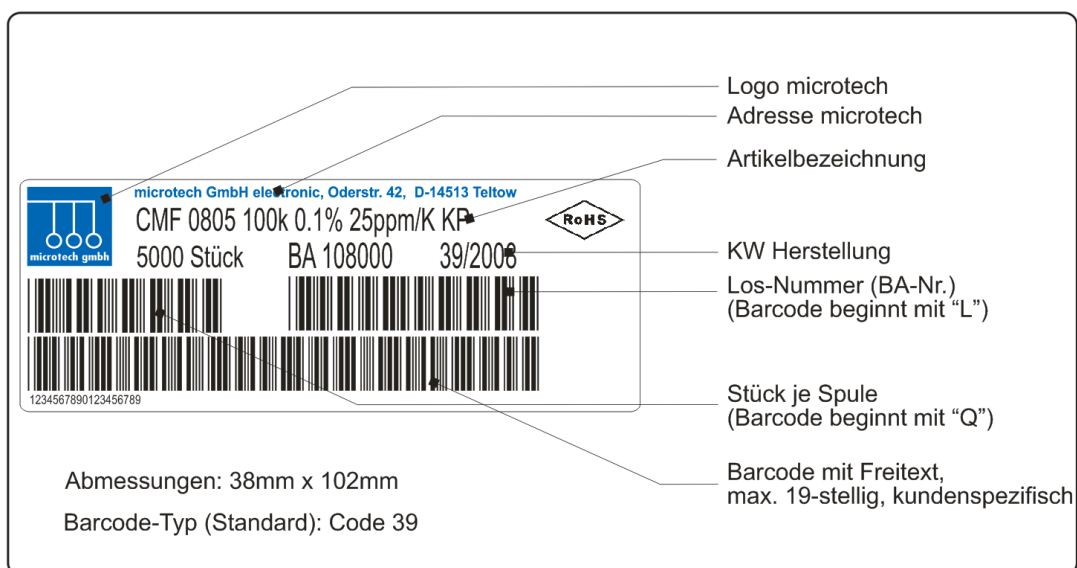 Logo microtech
Adresse microtech
Artikelbezeichnung
microtech GmbH electronic, Oderstr. 42, D-14513 Teltow
CMF 0805 100k 0.1% 25ppm/K KP
RoHS
microtech gmbh
5000 Stück BA 108000 39/2006
KW Herstellung
Los-Nummer (BA-Nr.)
(Barcode beginnt mit “L”)
1234567890123456789
Stück je Spule
(Barcode beginnt mit “Q”)
Barcode mit Freitext,
max. 19-stellig, kundenspezifisch
Abmessungen: 38mm x 102mm
Barcode-Typ (Standard): Code 39